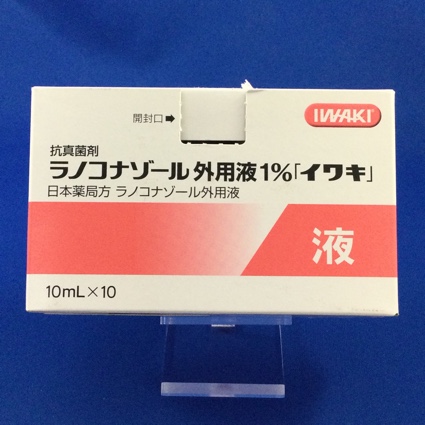 IWAKI
開封口➡
抗真菌剤
ラノコナゾール外用液1%「イワキ」
日本薬局方 ラノコナゾール外用液
液
10mL×10